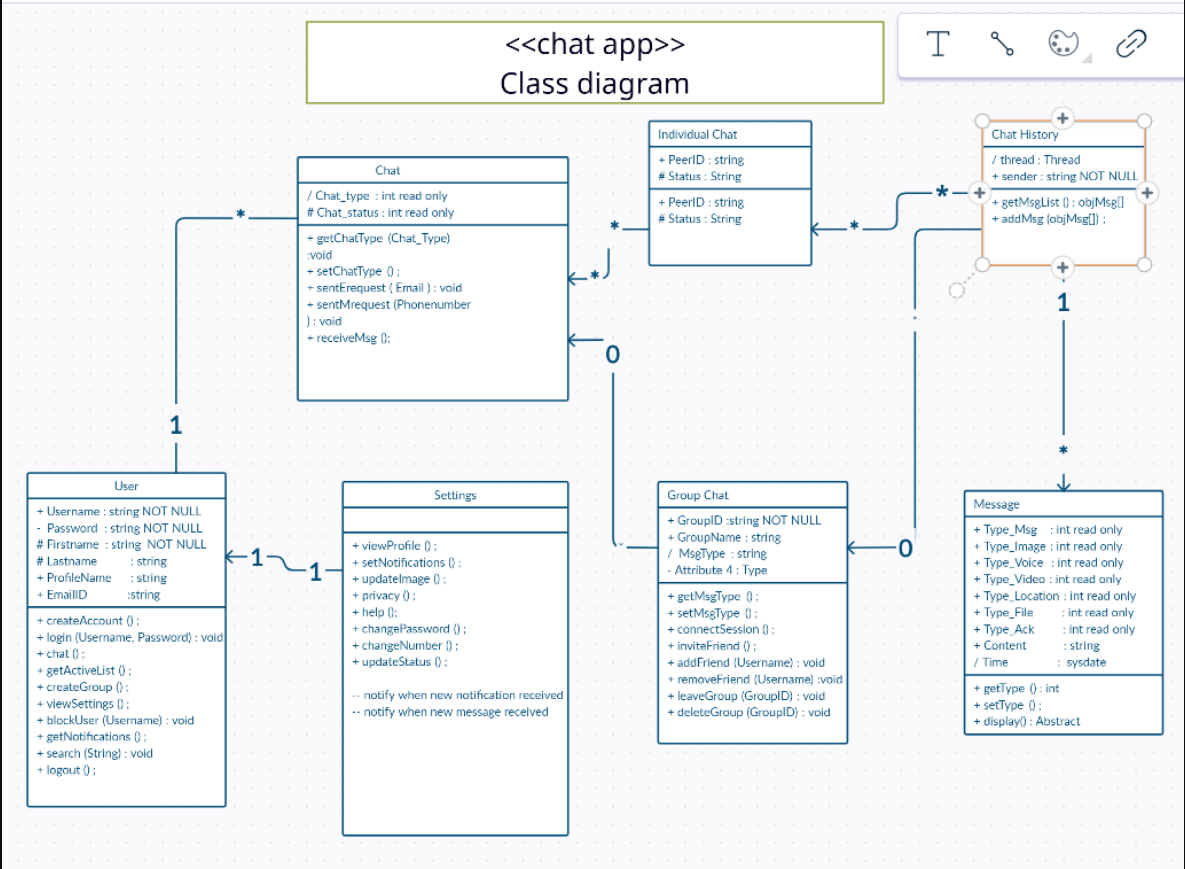 <<chat app>>
Class diagram
T
Individual Chat
+ PeerID : string
# Status : String
+ PeerID : string
# Status : String
Chat History
/ thread : Thread
+ sender : string NOT NULL
+ getMsgList () : objMsg[]
+ addMsg (objMsg[]) ;
Chat
/ Chat_type : int read only
# Chat_status : int read only
+ getChatType (Chat_Type)
:void
+ setChatType () ;
+ sentErequest ( Email ) : void
+ sentMrequest (Phonenumber
) : void
+ receiveMsg ();
*
1
*
*
0
*
*
0
1
*
User
+ Username : string NOT NULL
- Password : string NOT NULL
# Firstname : string NOT NULL
# Lastname : string
+ ProfileName : string
+ EmailID :string
+ createAccount () ;
+ login (Username, Password) : void
+ chat () ;
+ getActiveList () ;
+ createGroup () ;
+ viewSettings () ;
+ blockUser (Username) : void
+ getNotifications () ;
+ search (String) : void
+ logout () ;
1
1
Settings
+ viewProfile () ;
+ setNotifications () ;
+ updateImage () ;
+ privacy () ;
+ help ();
+ changePassword () ;
+ changeNumber () ;
+ updateStatus () ;
-- notify when new notification received
-- notify when new message received
Group Chat
+ GroupID :string NOT NULL
+ GroupName : string
/ MsgType : string
- Attribute 4 : Type
+ getMsgType () ;
+ setMsgType () ;
+ connectSession () ;
+ inviteFriend () ;
+ addFriend (Username) : void
+ removeFriend (Username) :void
+ leaveGroup (GroupID) : void
+ deleteGroup (GroupID) : void
Message
+ Type_Msg : int read only
+ Type_Image : int read only
+ Type_Voice : int read only
+ Type_Video : int read only
+ Type_Location : int read only
+ Type_File : int read only
+ Type_Ack : int read only
+ Content : string
/ Time : sysdate
+ getType () : int
+ setType () ;
+ display() : Abstract